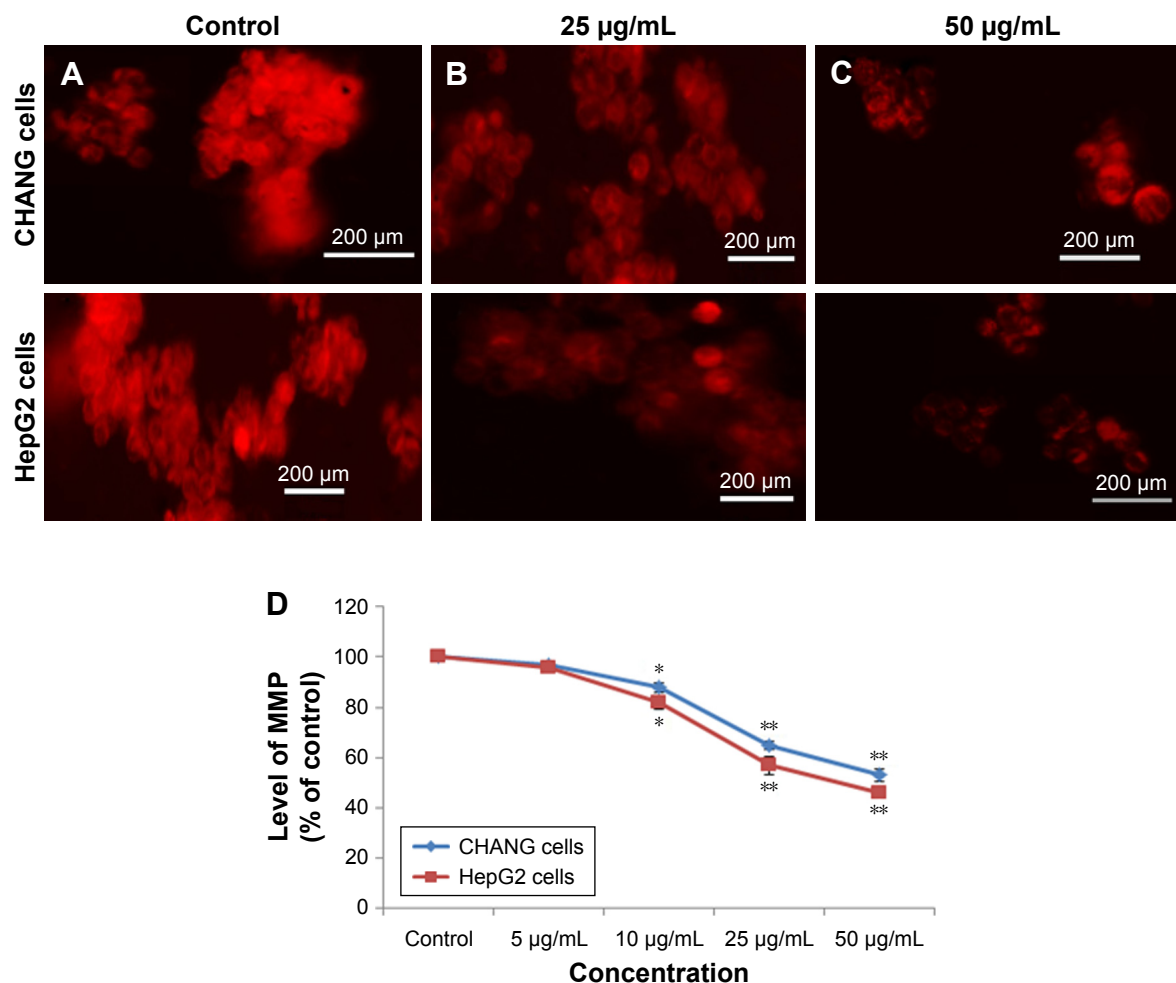 Control
25 µg/mL
50 µg/mL
CHANG cells
A
200 µm
B
200 µm
C
200 µm
HepG2 cells
200 µm
200 µm
200 µm
D
Level of MMP
(% of control)
120
100
80
60
40
20
0
*
*
**
**
**
**
CHANG cells
HepG2 cells
Control
5 µg/mL
10 µg/mL
25 µg/mL
50 µg/mL
Concentration